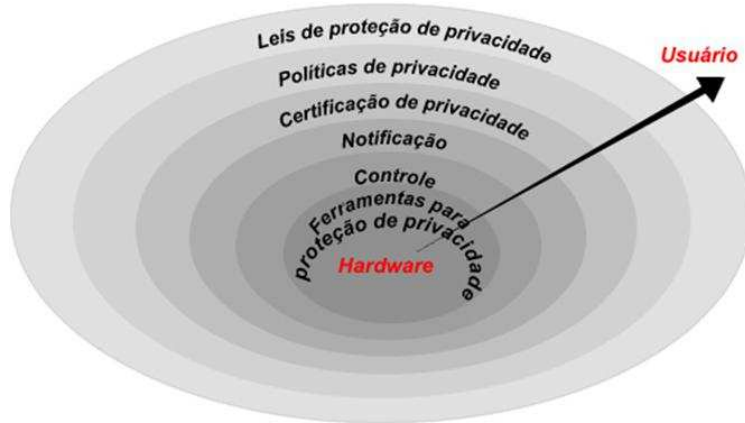 Leis de proteção de privacidade
Usuário
Políticas de privacidade
Certificação de privacidade
Notificação
Controle
Ferramentas para
proteção de privacidade
Hardware